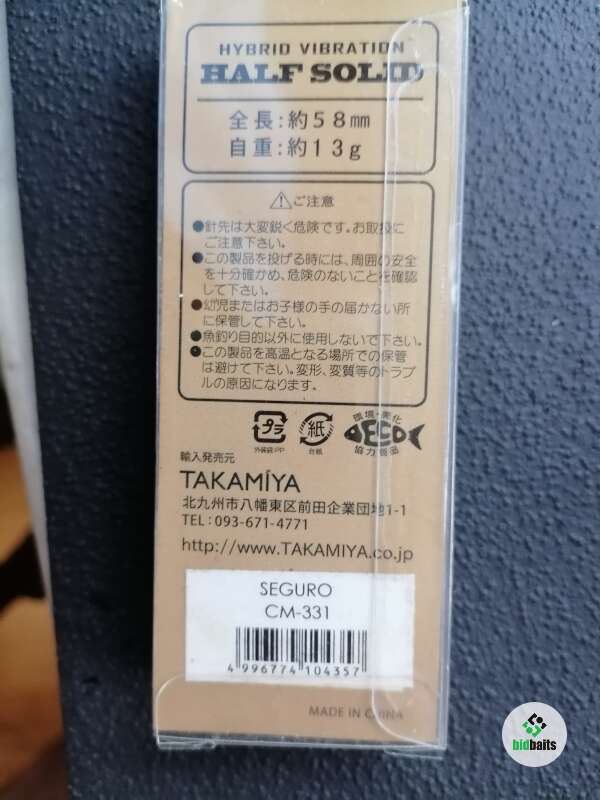 HYBRID VIBRATION
HALF SOLID
全長:約58mm
自重:約13g
ご注意
●針先は大変鋭く危険です。お取扱に
ご注意下さい。
●この製品を投げる時には、周囲の安全
を十分確かめ、危険のないことを確認
して下さい。
●幼児またはお子様の手の届かない所
に保管して下さい。
●魚釣り目的以外に使用しないで下さい。
●この製品を高温となる場所での保管
は避けて下さい。変形、変質等のトラブ
ルの原因になります。
プラ
外装袋:PP
紙
台紙
環境・美化
ECO
協力商品
輸入発売元
TAKAMIYA
北九州市八幡東区前田企業団地1-1
TEL:093-671-4771
http://www.TAKAMIYA.co.jp
SEGURO
CM-331
4 996774 104357
MADE IN CHINA
bidbaits